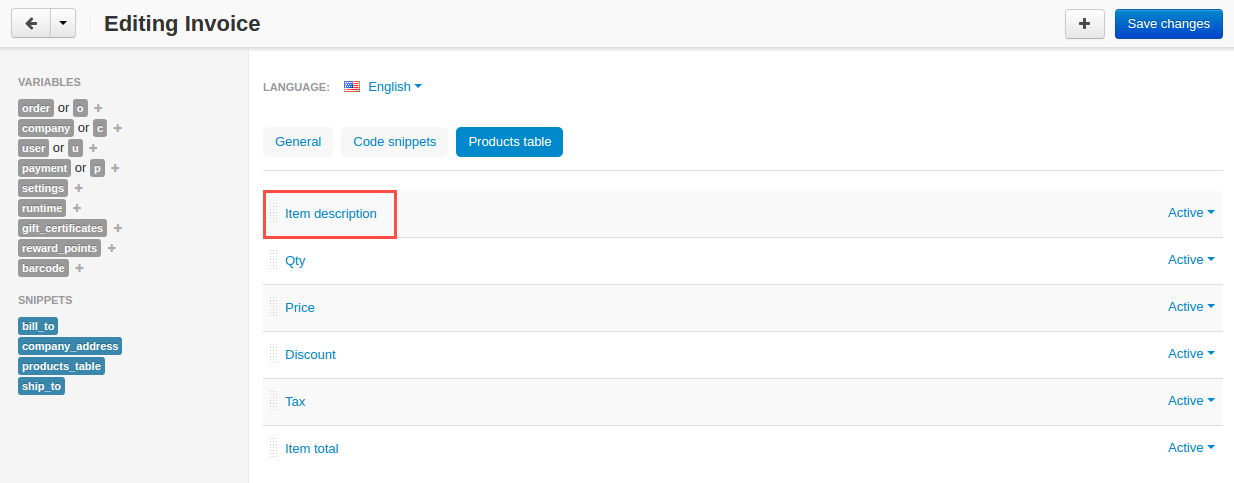 Editing Invoice
Save changes
VARIABLES
order or o
company or c
user or u
payment or p
settings
runtime
gift_certificates
reward_points
barcode
SNIPPETS
bill_to
company_address
products_table
ship_to
LANGUAGE: English
General Code snippets Products table
Item description Active
Qty Active
Price Active
Discount Active
Tax Active
Item total Active